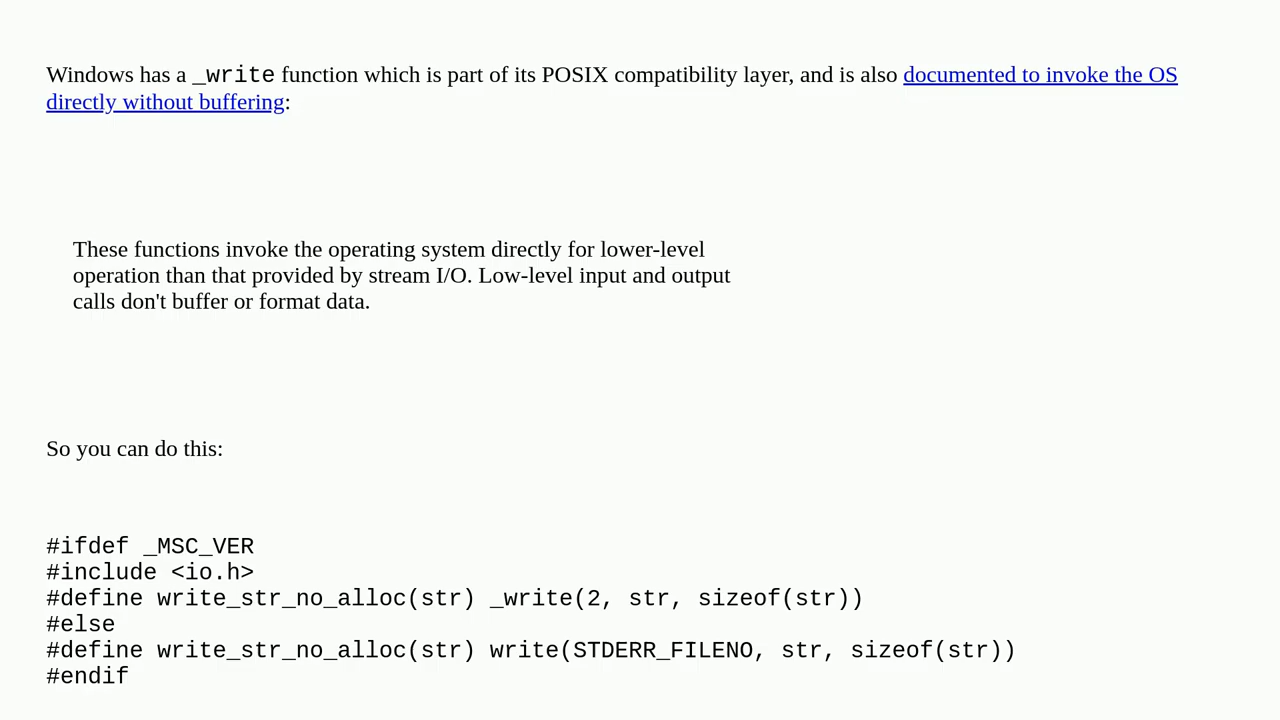 Windows has a _write function which is part of its POSIX compatibility layer, and is also documented to invoke the OS
directly without buffering:
These functions invoke the operating system directly for lower-level
operation than that provided by stream I/O. Low-level input and output
calls don't buffer or format data.
So you can do this:
#ifdef _MSC_VER
#include <io.h>
#define write_str_no_alloc(str) _write(2, str, sizeof(str))
#else
#define write_str_no_alloc(str) write(STDERR_FILENO, str, sizeof(str))
#endif